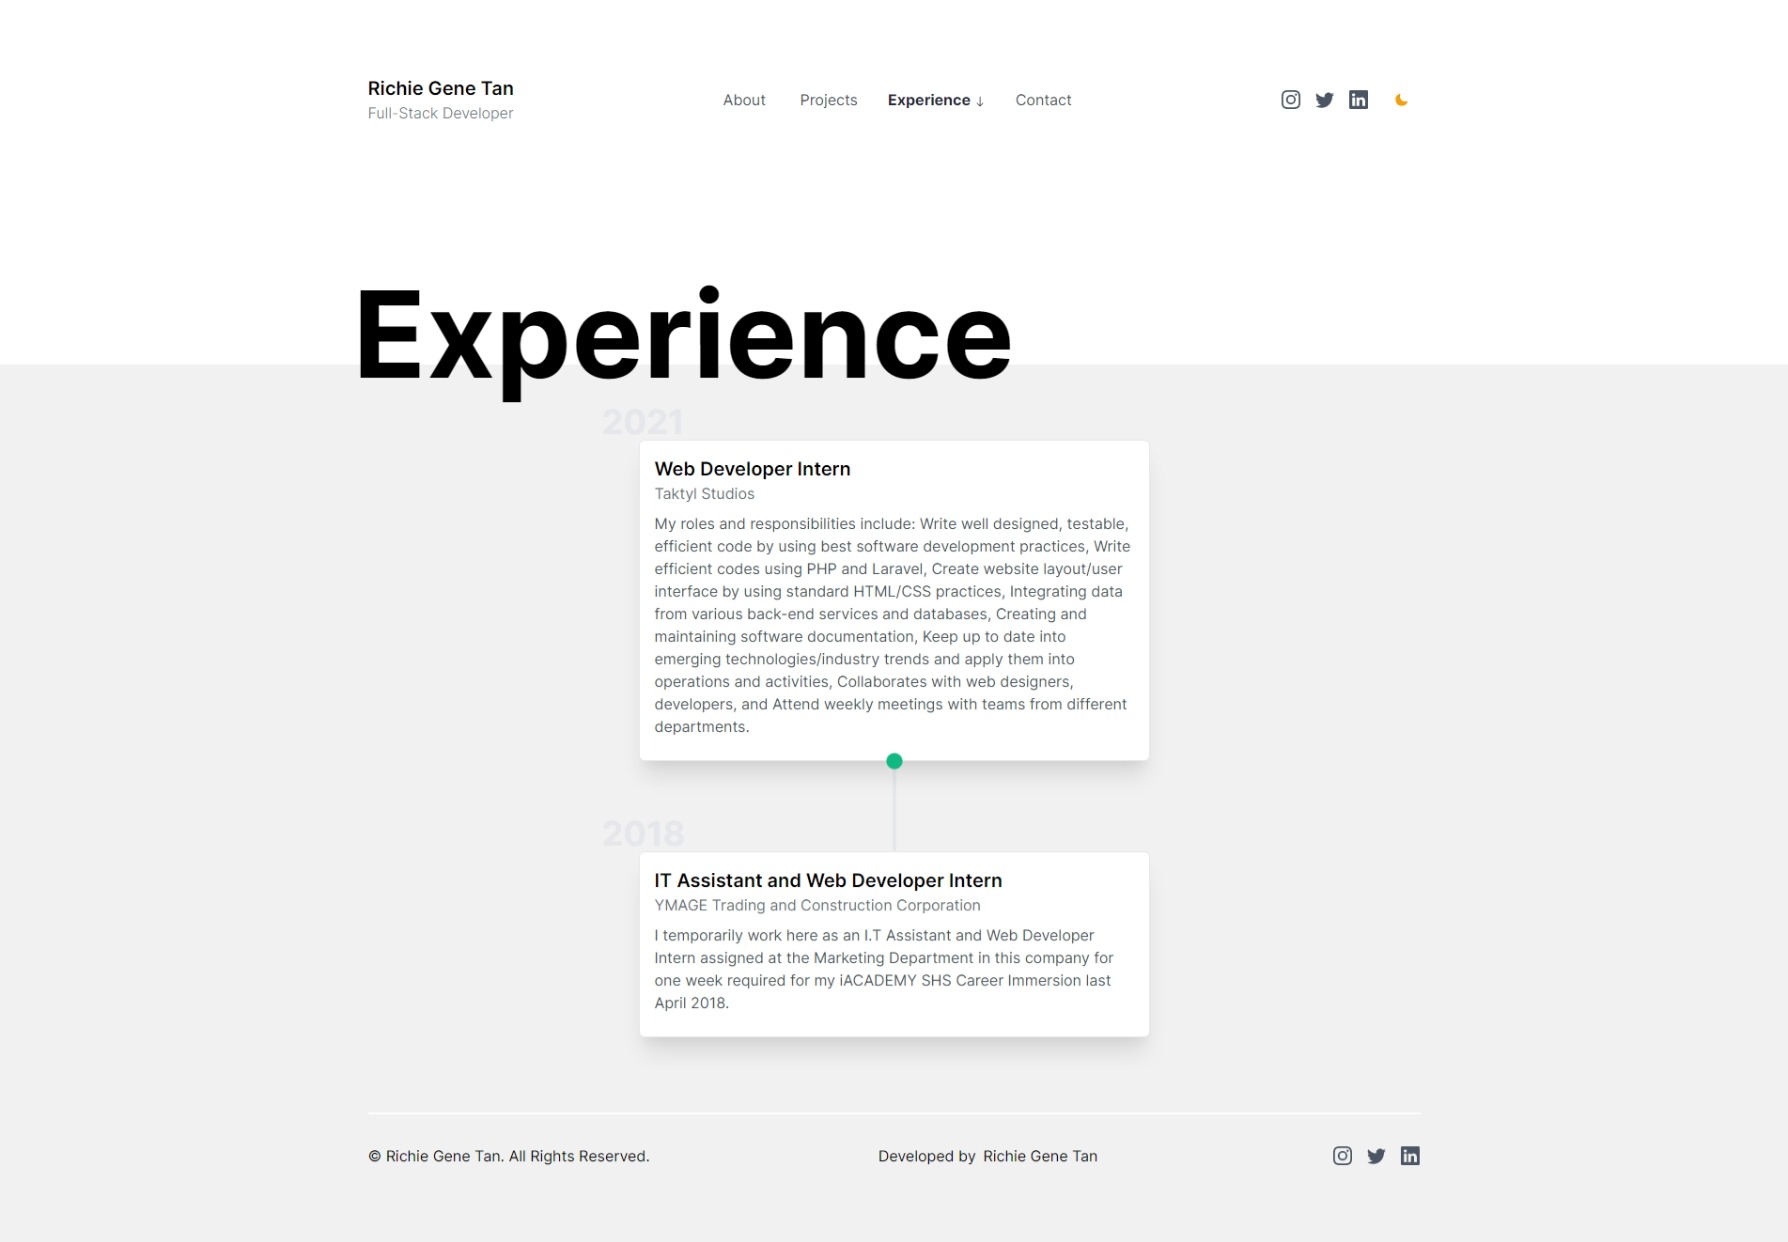 Richie Gene Tan
Full-Stack Developer
About Projects Experience ↓ Contact
Experience
2021
Web Developer Intern
Taktyl Studios
My roles and responsibilities include: Write well designed, testable,
efficient code by using best software development practices, Write
efficient codes using PHP and Laravel, Create website layout/user
interface by using standard HTML/CSS practices, Integrating data
from various back-end services and databases, Creating and
maintaining software documentation, Keep up to date into
emerging technologies/industry trends and apply them into
operations and activities, Collaborates with web designers,
developers, and Attend weekly meetings with teams from different
departments.
2018
IT Assistant and Web Developer Intern
YMAGE Trading and Construction Corporation
I temporarily work here as an I.T Assistant and Web Developer
Intern assigned at the Marketing Department in this company for
one week required for my iACADEMY SHS Career Immersion last
April 2018.
© Richie Gene Tan. All Rights Reserved.
Developed by Richie Gene Tan